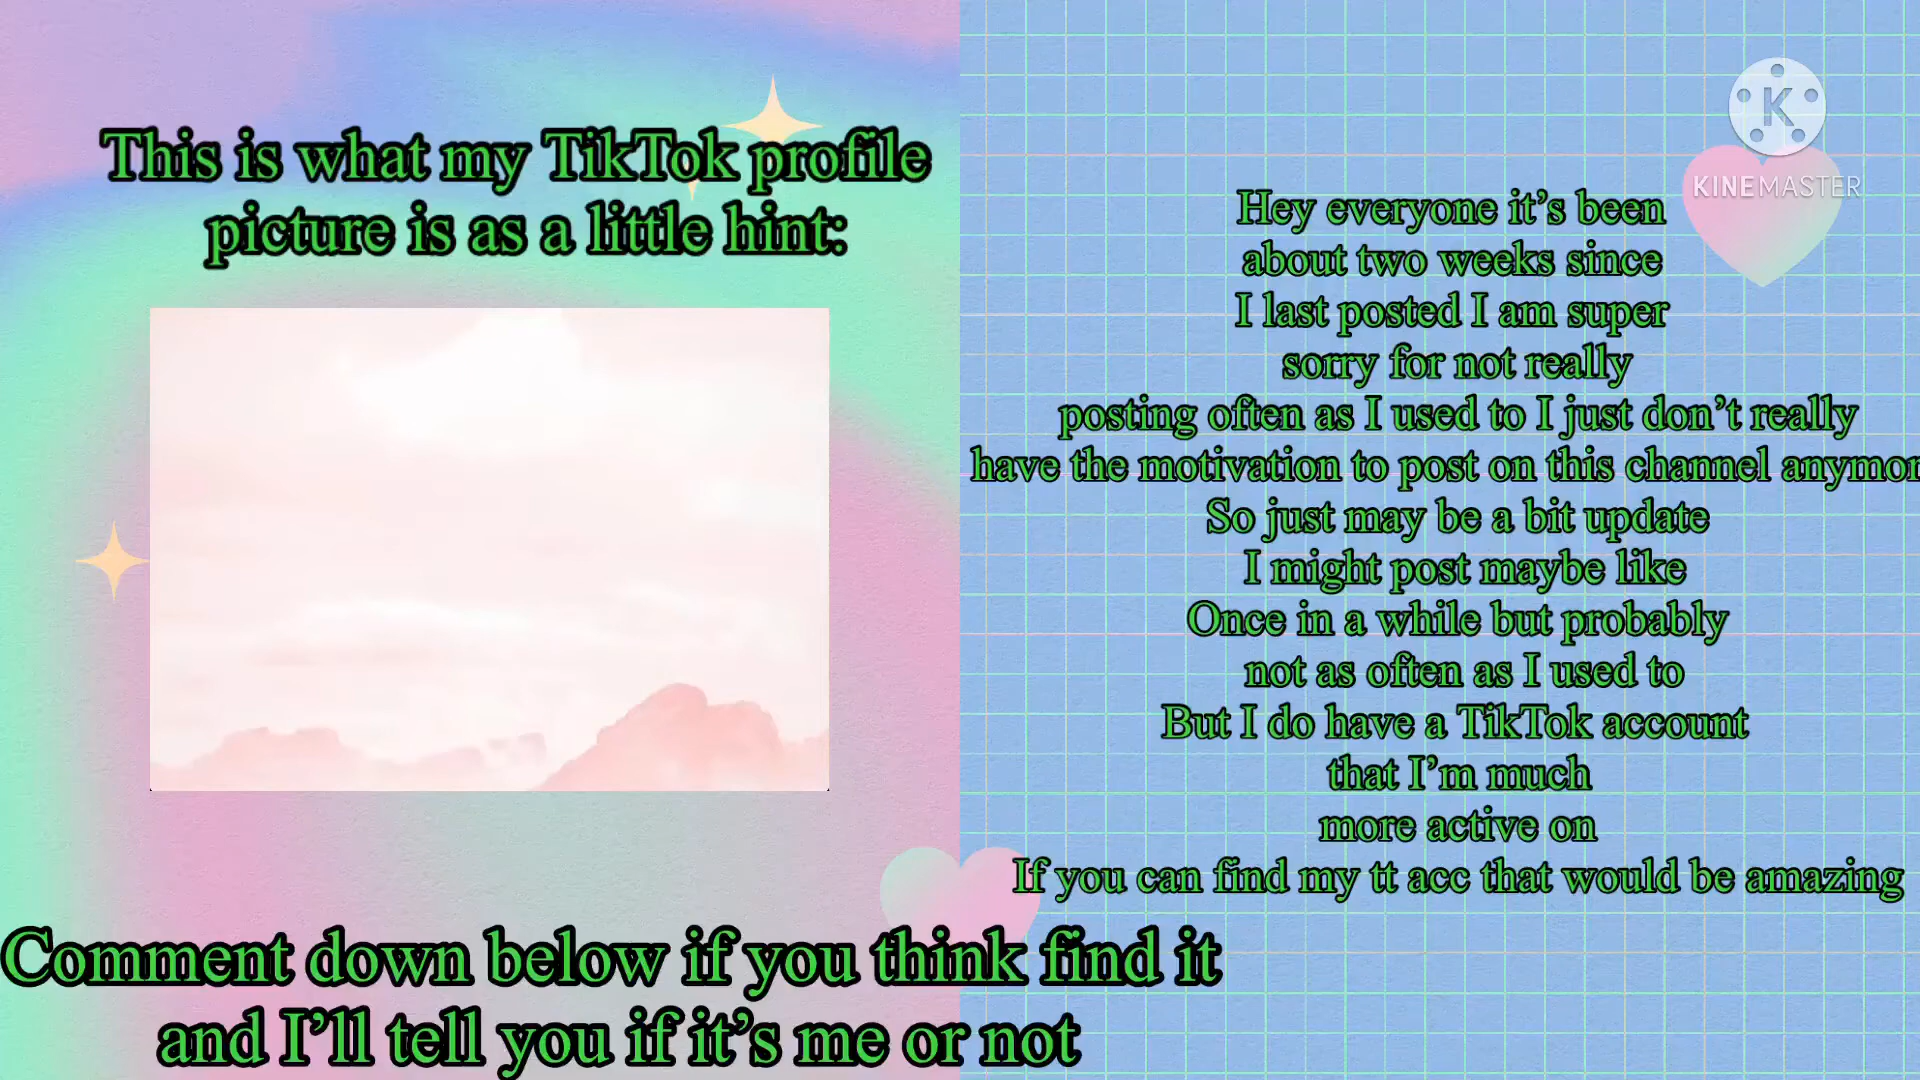 This is what my TikTok profile
picture is as a little hint:
Comment down below if you think find it
and I’ll tell you if it’s me or not
K
KINEMASTER
Hey everyone it’s been
about two weeks since
I last posted I am super
sorry for not really
posting often as I used to I just don’t really
have the motivation to post on this channel anymor
So just may be a bit update
I might post maybe like
Once in a while but probably
not as often as I used to
But I do have a TikTok account
that I’m much
more active on
If you can find my tt acc that would be amazing